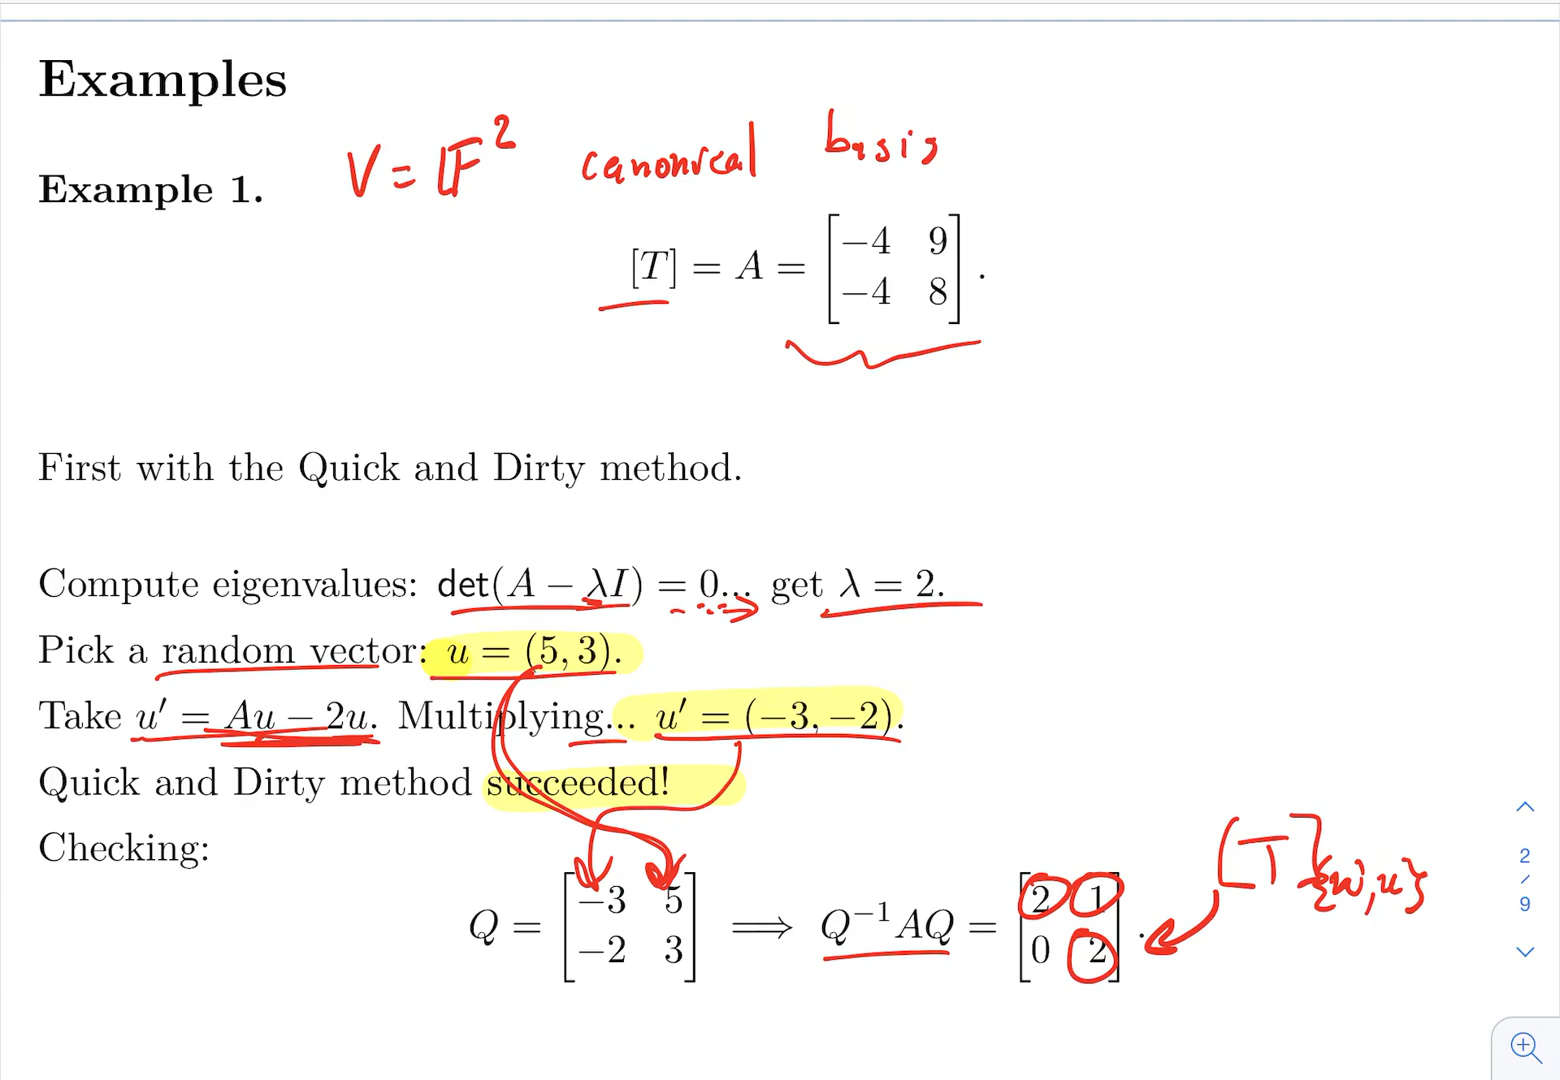 Examples
V = 𝔽² canonical basis
Example 1.
[T] = A = [−4 9
−4 8].
First with the Quick and Dirty method.
Compute eigenvalues: det(A − λI) = 0... get λ = 2.
Pick a random vector: u = (5, 3).
Take u′ = Au − 2u. Multiplying... u′ = (−3, −2).
Quick and Dirty method succeeded!
Checking:
[T]{u', u}
Q = [−3 5
−2 3] ⟹ Q⁻¹AQ = [2 1
0 2].
2
/
9